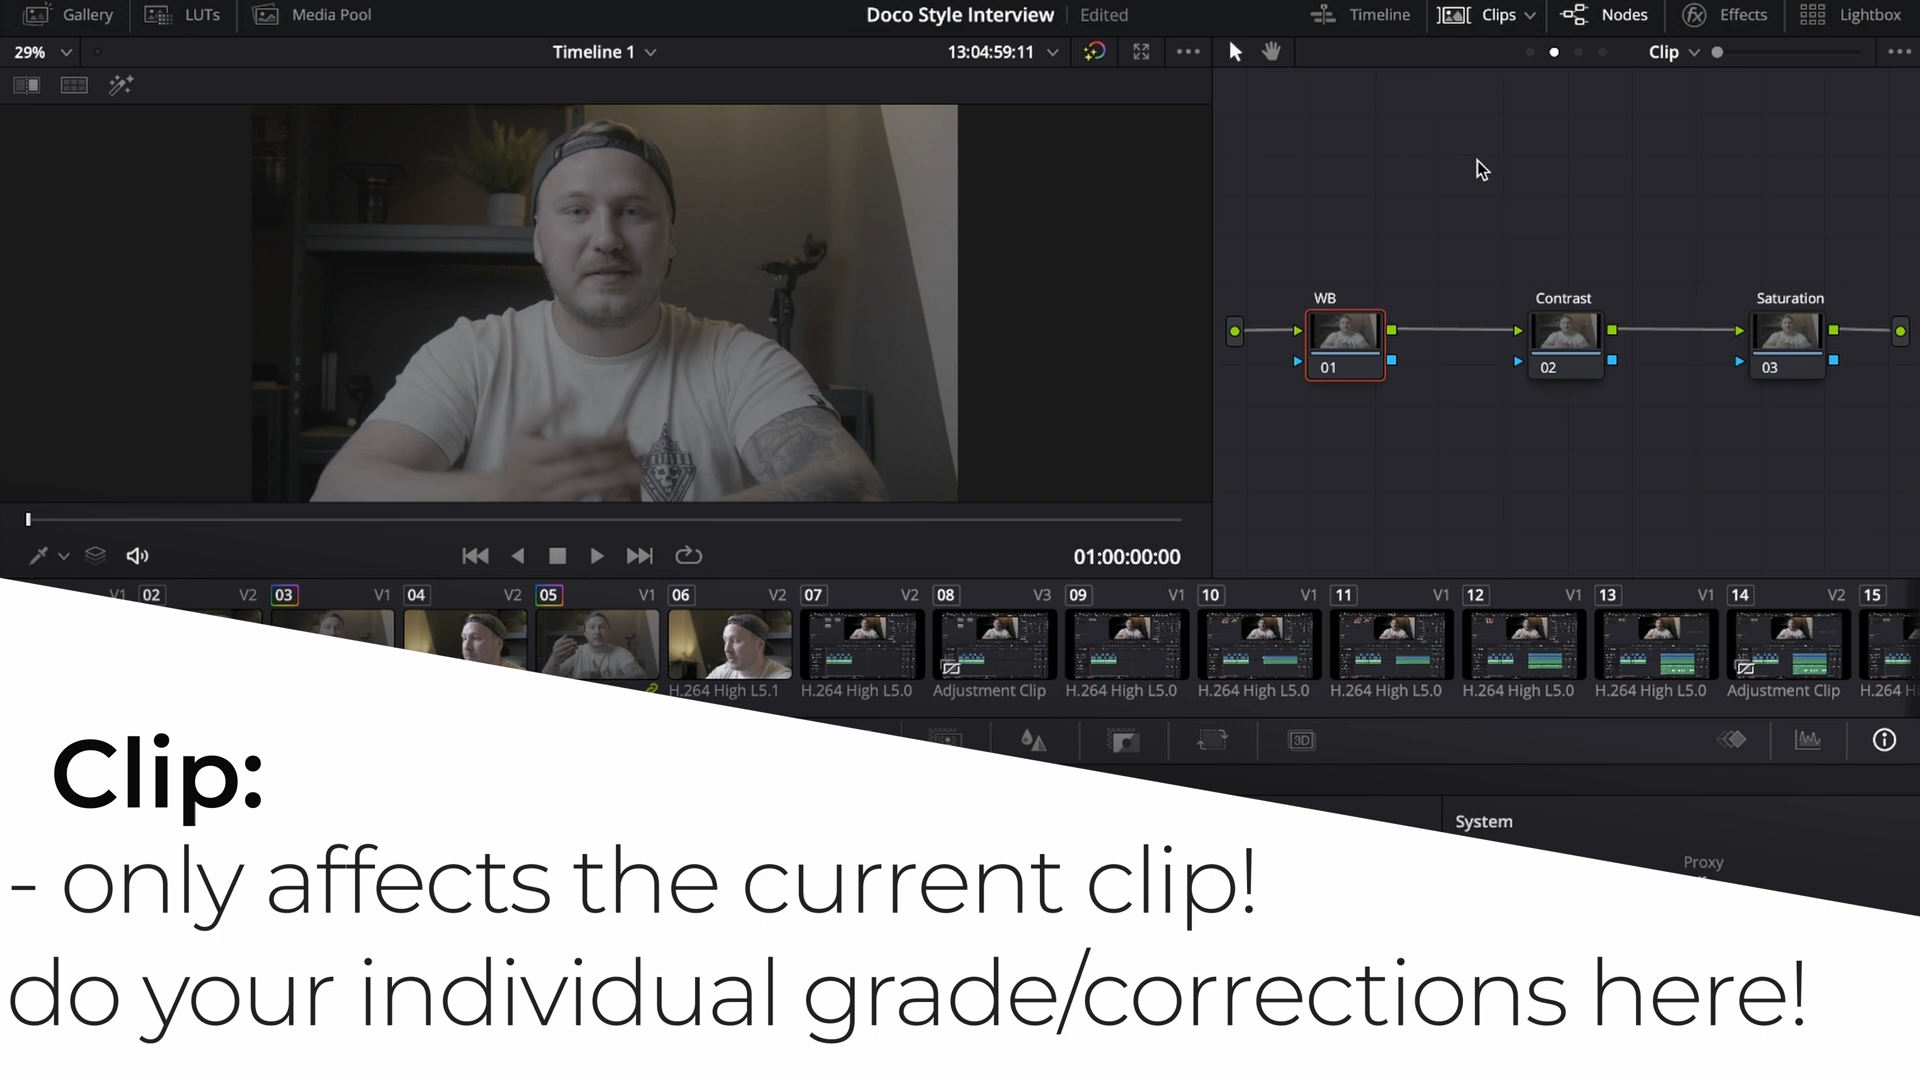 Gallery LUTs Media Pool Doco Style Interview Edited Timeline Clips Nodes Effects Lightbox
29% Timeline 1 13:04:59:11 Clip
WB Contrast Saturation
01 02 03
01:00:00:00
V1 02 V2 03 V1 04 V2 05 V1 06 V2 07 V2 08 V3 09 V1 10 V1 11 V1 12 V1 13 V1 14 V2 15
H.264 High L5.1 H.264 High L5.0 Adjustment Clip H.264 High L5.0 H.264 High L5.0 H.264 High L5.0 H.264 High L5.0 H.264 High L5.0 Adjustment Clip H.264 H
3D
System
Proxy
Clip:
- only affects the current clip!
do your individual grade/corrections here!